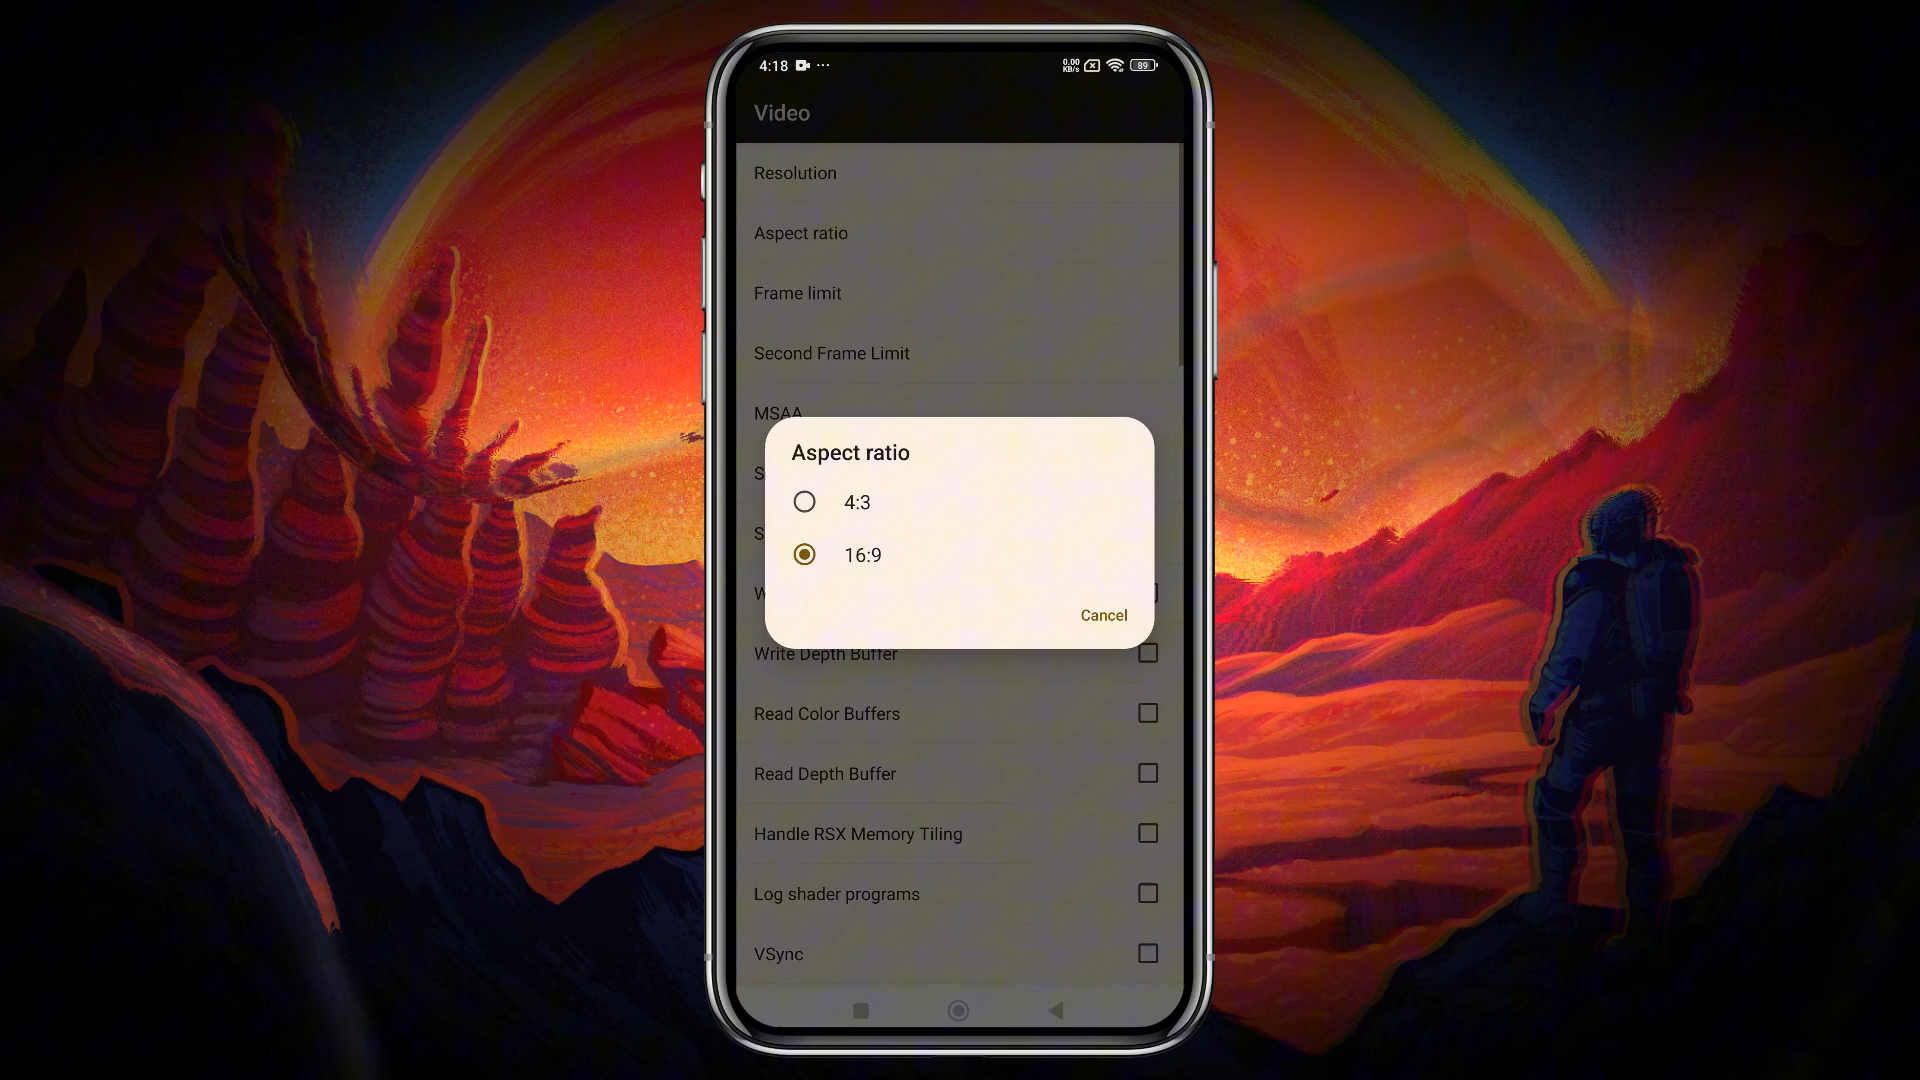 4:18 ...
0.00
KB/s
89
Video
Resolution
Aspect ratio
Frame limit
Second Frame Limit
MSAA
Aspect ratio
4:3
16:9
Cancel
Write Depth Buffer
Read Color Buffers
Read Depth Buffer
Handle RSX Memory Tiling
Log shader programs
VSync